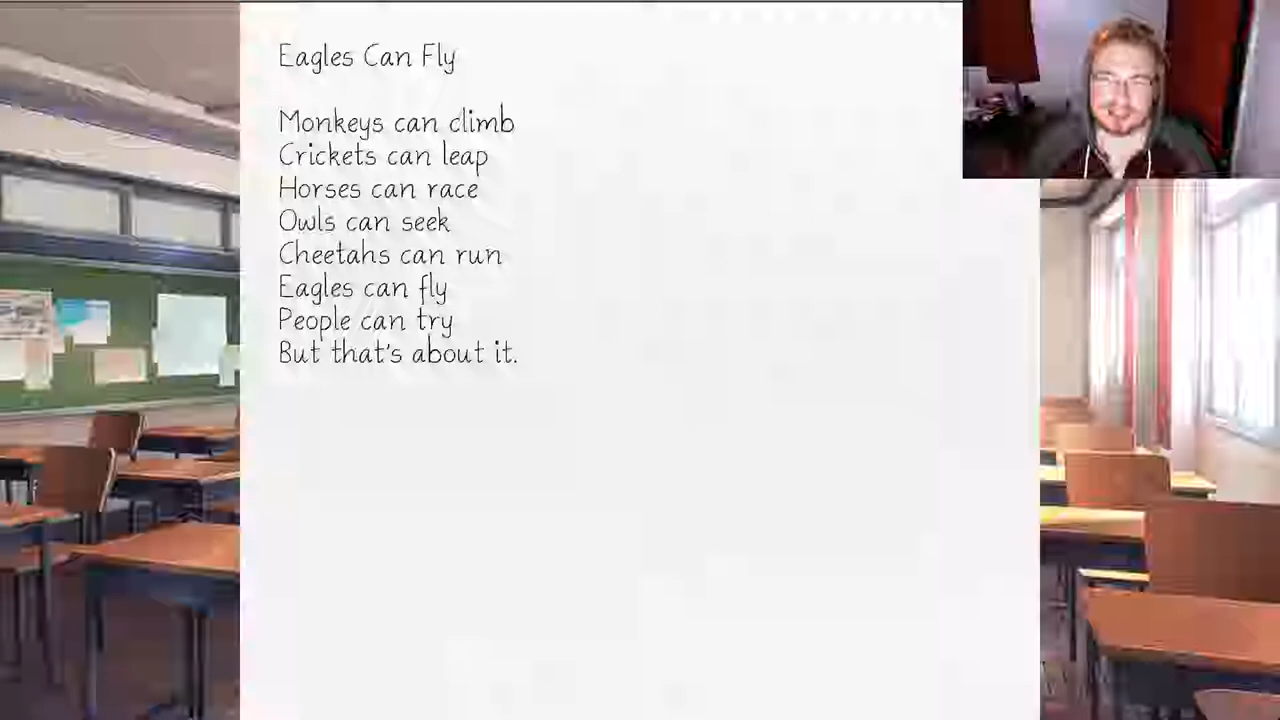 Eagles Can Fly
Monkeys can climb
Crickets can leap
Horses can race
Owls can seek
Cheetahs can run
Eagles can fly
People can try
But that's about it.